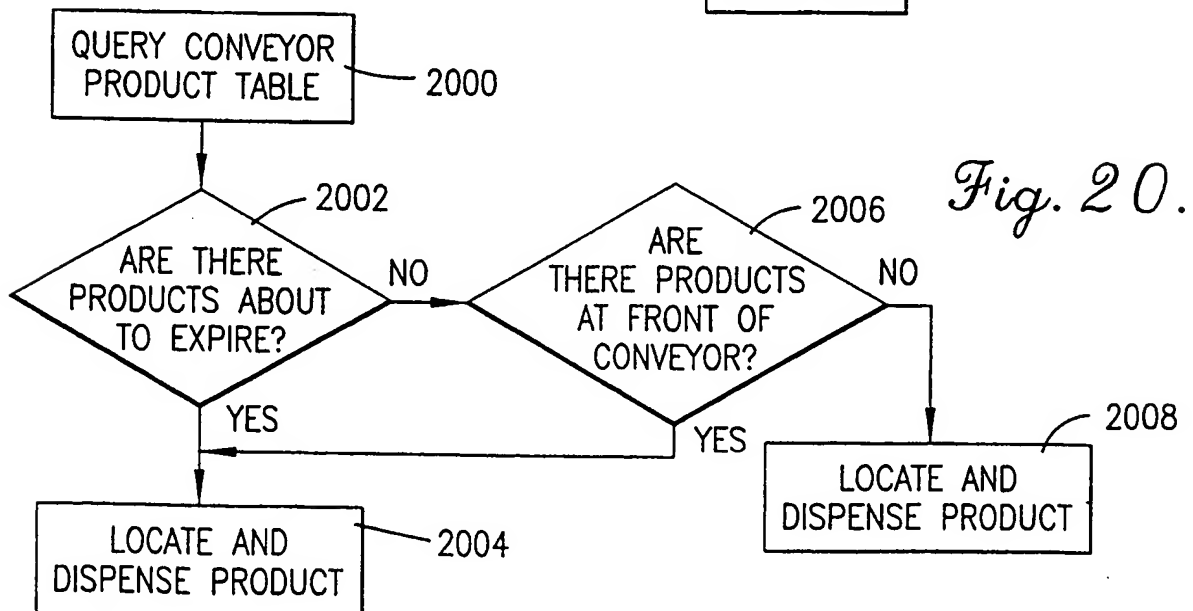 QUERY CONVEYOR
PRODUCT TABLE
2000
Fig. 20.
2002
ARE THERE
PRODUCTS ABOUT
TO EXPIRE?
NO
YES
2006
ARE
THERE PRODUCTS
AT FRONT OF
CONVEYOR?
NO
YES
2008
LOCATE AND
DISPENSE PRODUCT
2004
LOCATE AND
DISPENSE PRODUCT